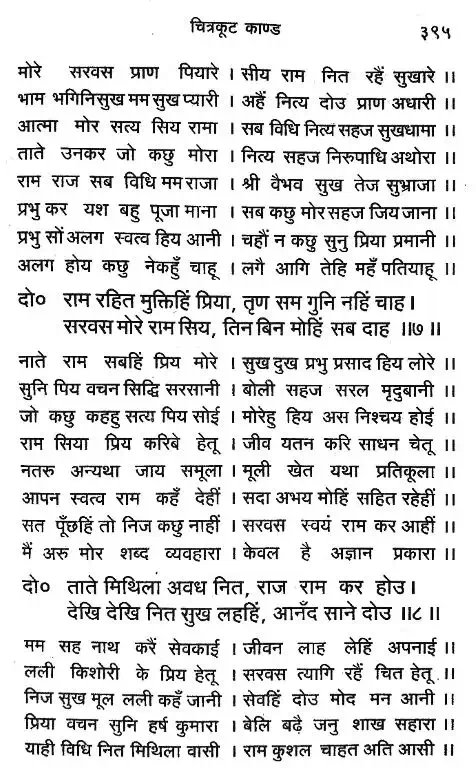 चित्रकूट काण्ड ३९५
मोरे सरवस प्राण पियारे । सीय राम नित रहैं सुखारे ॥
भाम भगिनिसुख मम सुख प्यारी । अहैं नित्य दोउ प्राण अधारी ॥
आत्मा मोर सत्य सिय रामा । सब विधि नित्य सहज सुखधामा ॥
ताते उनकर जो कछु मोरा । नित्य सहज निरुपाधि अथोरा ॥
राम राज सब विधि मम राजा । श्री वैभव सुख तेज सुभ्राजा ॥
प्रभु कर यश बहु पूजा माना । सब कछु मोर सहज जिय जाना ॥
प्रभु सों अलग स्वत्व हिय आनी । चहौं न कछु सुनु प्रिया प्रमानी ॥
अलग होय कछु नेकहुँ चाहू । लगै आगि तेहि महँ पतियाहू ॥
दो० राम रहित मुक्तिहिं प्रिया, तृण सम गुनि नहिं चाह ।
सरवस मोरे राम सिय, तिन बिन मोहिं सब दाह ॥७॥
नाते राम सबहिं प्रिय मोरे । सुख दुख प्रभु प्रसाद हिय लोरे ॥
सुनि पिय वचन सिद्धि सरसानी । बोली सहज सरल मृदुबानी ॥
जो कछु कहहु सत्य पिय सोई । मोरेहु हिय अस निश्चय होई ॥
राम सिया प्रिय करिबे हेतू । जीव यतन करि साधन चेतू ॥
नतरु अन्यथा जाय समूला । मूली खेत यथा प्रतिकूला ॥
आपन स्वत्व राम कहँ देहीं । सदा अभय मोहिं सहित रहेहीं ॥
सत पूँछहिं तो निज कछु नाहीं । सरवस स्वयं राम कर आहीं ॥
मैं अरु मोर शब्द व्यवहारा । केवल है अज्ञान प्रकारा ॥
दो० ताते मिथिला अवध नित, राज राम कर होउ ।
देखि देखि नित सुख लहहिं, आनँद साने दोउ ॥८॥
मम सह नाथ करैं सेवकाई । जीवन लाह लेहिं अपनाई ॥
लली किशोरी के प्रिय हेतू । सरवस त्यागि रहैं चित हेतू ॥
निज सुख मूल लली कहँ जानी । सेवहिं दोउ मोद मन आनी ॥
प्रिया वचन सुनि हर्ष कुमारा । बेलि बढ़ै जनु शाख सहारा ॥
याही विधि नित मिथिला वासी । राम कुशल चाहत अति आसी ॥